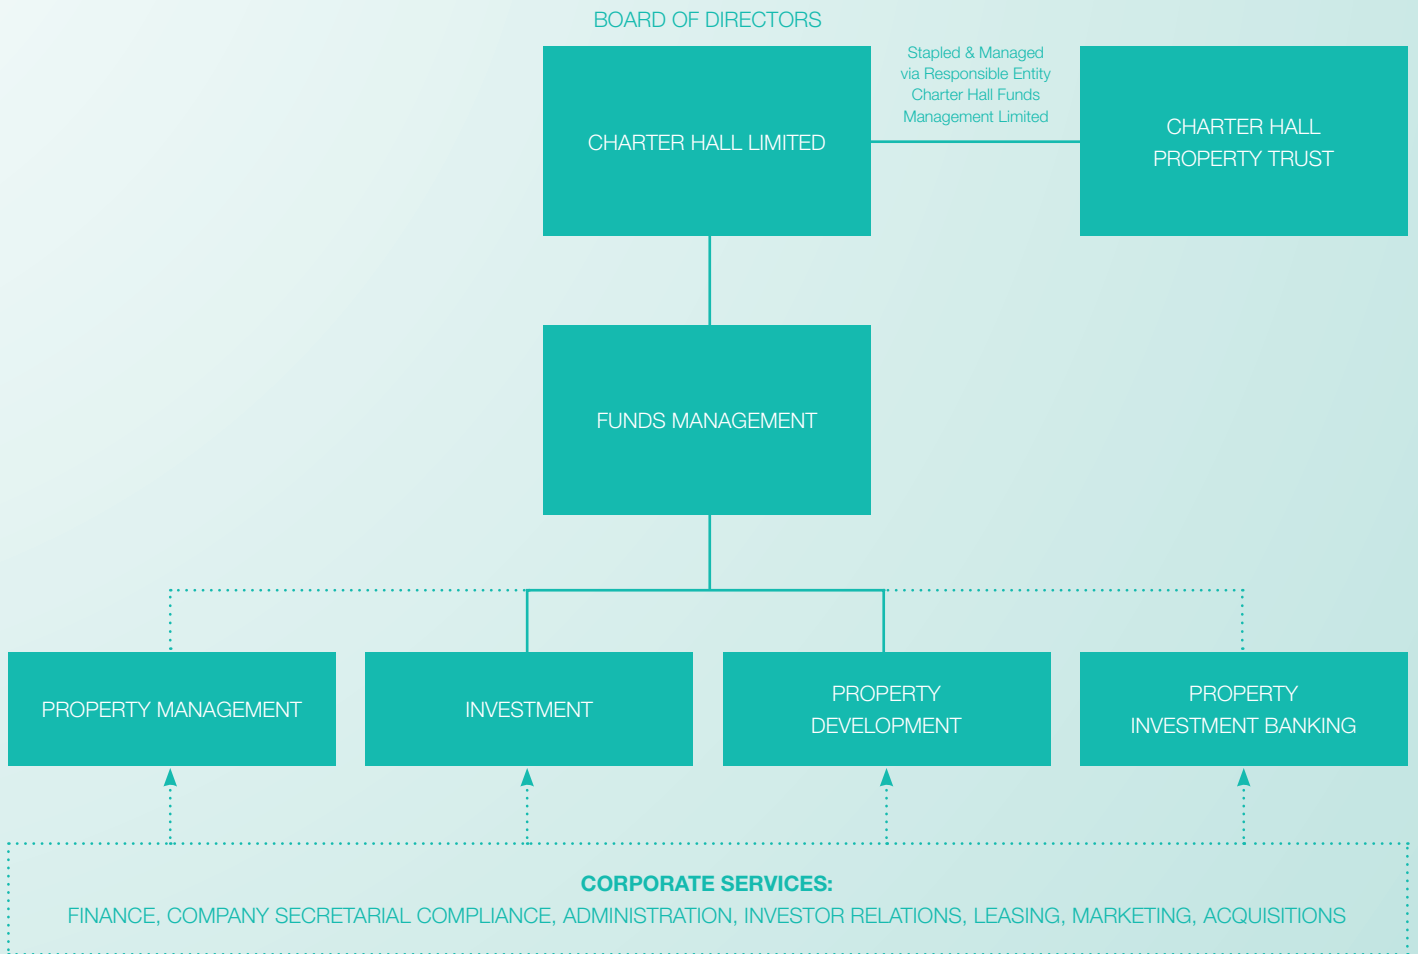 BOARD OF DIRECTORS
CHARTER HALL LIMITED
Stapled & Managed
via Responsible Entity
Charter Hall Funds
Management Limited
CHARTER HALL
PROPERTY TRUST
FUNDS MANAGEMENT
PROPERTY MANAGEMENT
INVESTMENT
PROPERTY
DEVELOPMENT
PROPERTY
INVESTMENT BANKING
CORPORATE SERVICES:
FINANCE, COMPANY SECRETARIAL COMPLIANCE, ADMINISTRATION, INVESTOR RELATIONS, LEASING, MARKETING, ACQUISITIONS